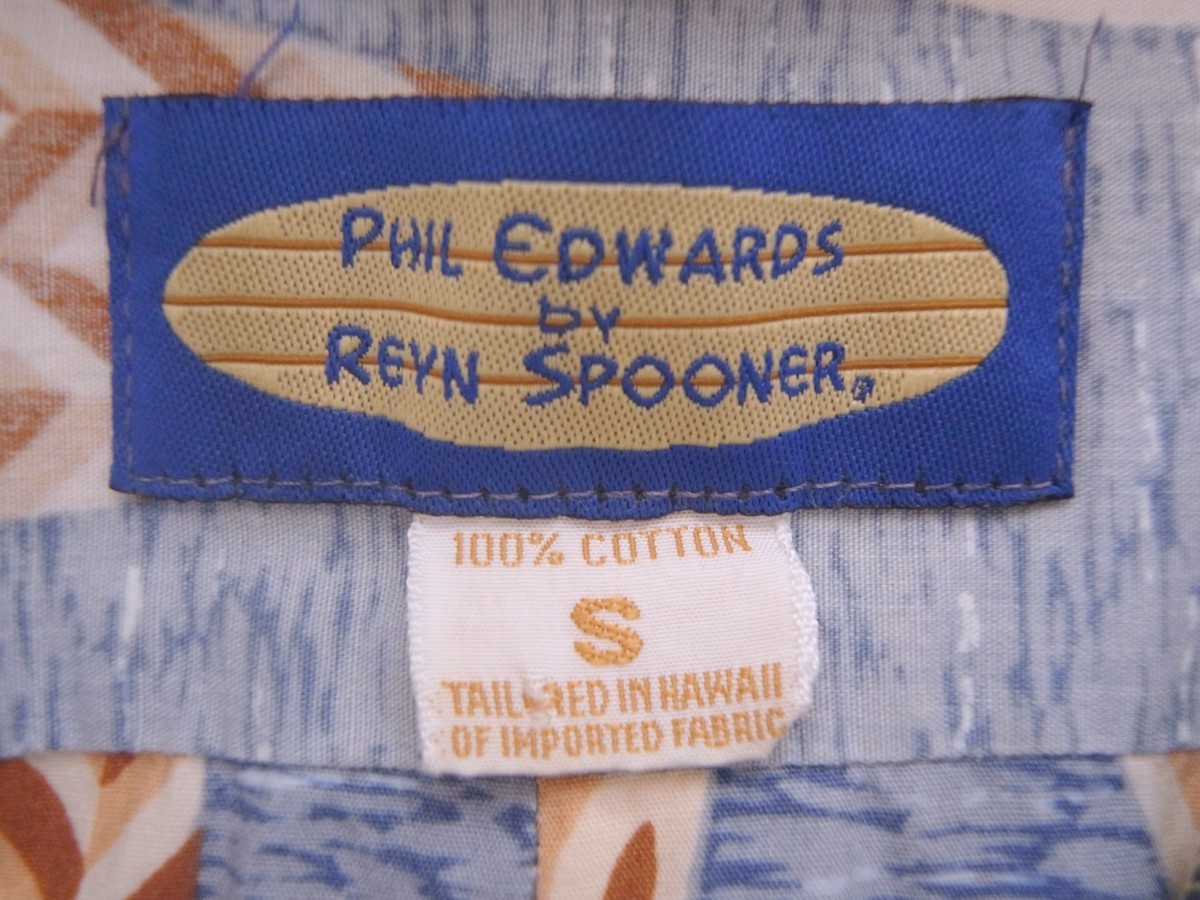 PHIL EDWARDS
by
REYN SPOONER®
100% COTTON
S
TAILORED IN HAWAII
OF IMPORTED FABRIC